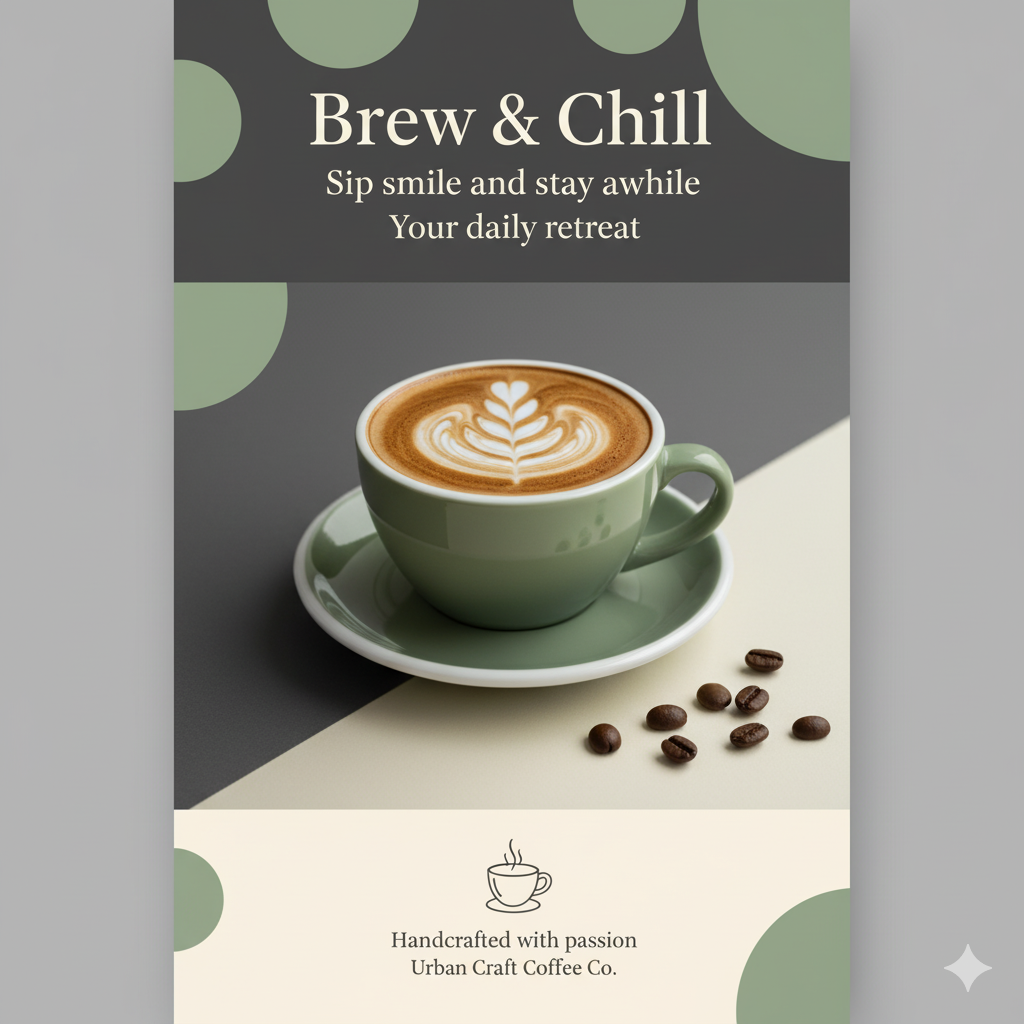 Brew & Chill
Sip smile and stay awhile
Your daily retreat
Handcrafted with passion
Urban Craft Coffee Co.